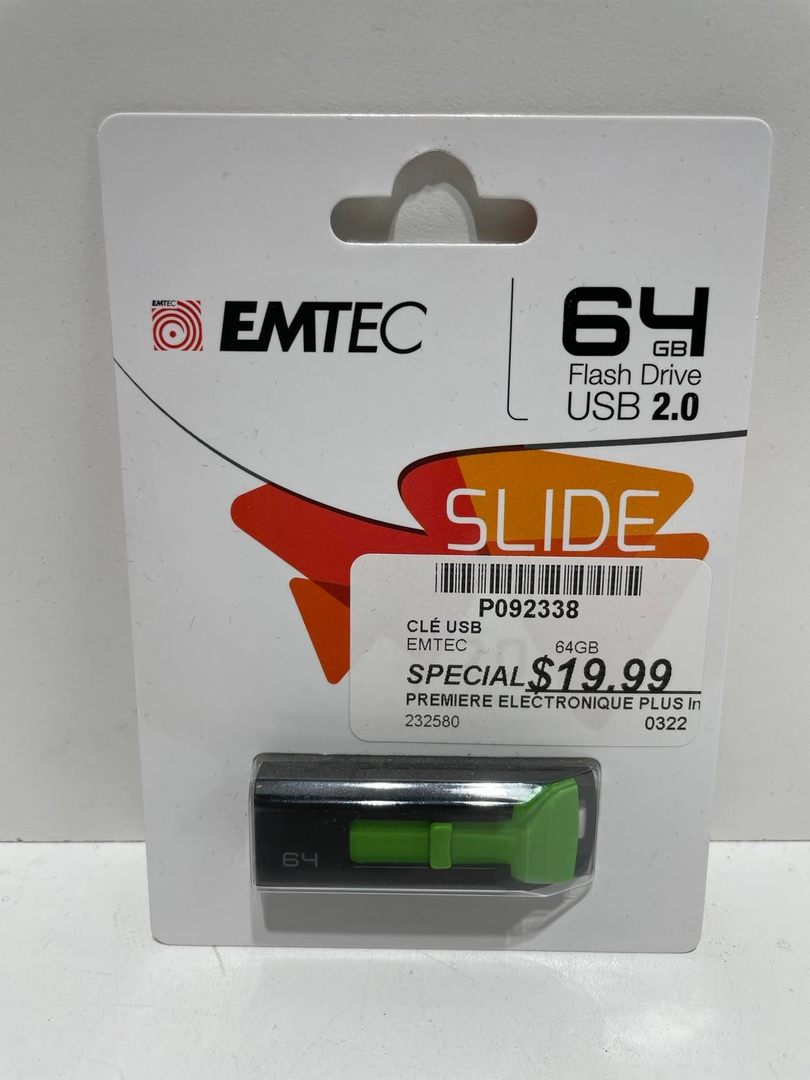 EMTEC
EMTEC
64
GB
Flash Drive
USB 2.0
SLIDE
P092338
CLÉ USB
EMTEC 64GB
SPECIAL $19.99
PREMIERE ELECTRONIQUE PLUS In
232580 0322
64